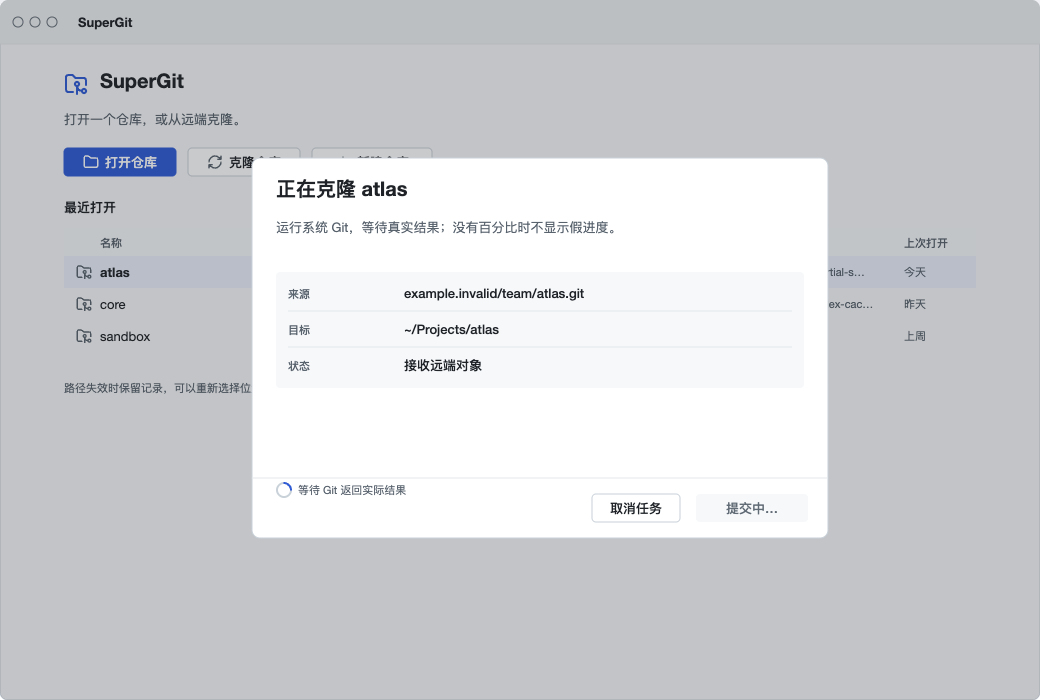 SuperGit
SuperGit
打开一个仓库，或从远端克隆。
打开仓库
克隆
最近打开
名称
上次打开
atlas
rtial-s...
今天
core
ex-cac...
昨天
sandbox
上周
路径失效时保留记录，可以重新选择位
正在克隆 atlas
运行系统 Git，等待真实结果；没有百分比时不显示假进度。
来源
example.invalid/team/atlas.git
目标
~/Projects/atlas
状态
接收远端对象
等待 Git 返回实际结果
取消任务
提交中...